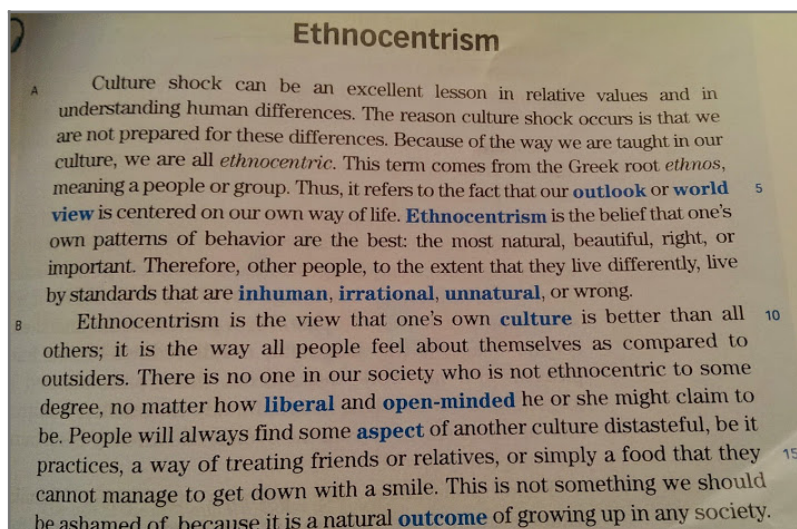 Ethnocentrism
A Culture shock can be an excellent lesson in relative values and in
understanding human differences. The reason culture shock occurs is that we
are not prepared for these differences. Because of the way we are taught in our
culture, we are all ethnocentric. This term comes from the Greek root ethnos,
meaning a people or group. Thus, it refers to the fact that our outlook or world 5
view is centered on our own way of life. Ethnocentrism is the belief that one's
own patterns of behavior are the best: the most natural, beautiful, right, or
important. Therefore, other people, to the extent that they live differently, live
by standards that are inhuman, irrational, unnatural, or wrong.
B Ethnocentrism is the view that one's own culture is better than all 10
others; it is the way all people feel about themselves as compared to
outsiders. There is no one in our society who is not ethnocentric to some
degree, no matter how liberal and open-minded he or she might claim to
be. People will always find some aspect of another culture distasteful, be it
practices, a way of treating friends or relatives, or simply a food that they 15
cannot manage to get down with a smile. This is not something we should
be ashamed of, because it is a natural outcome of growing up in any society.